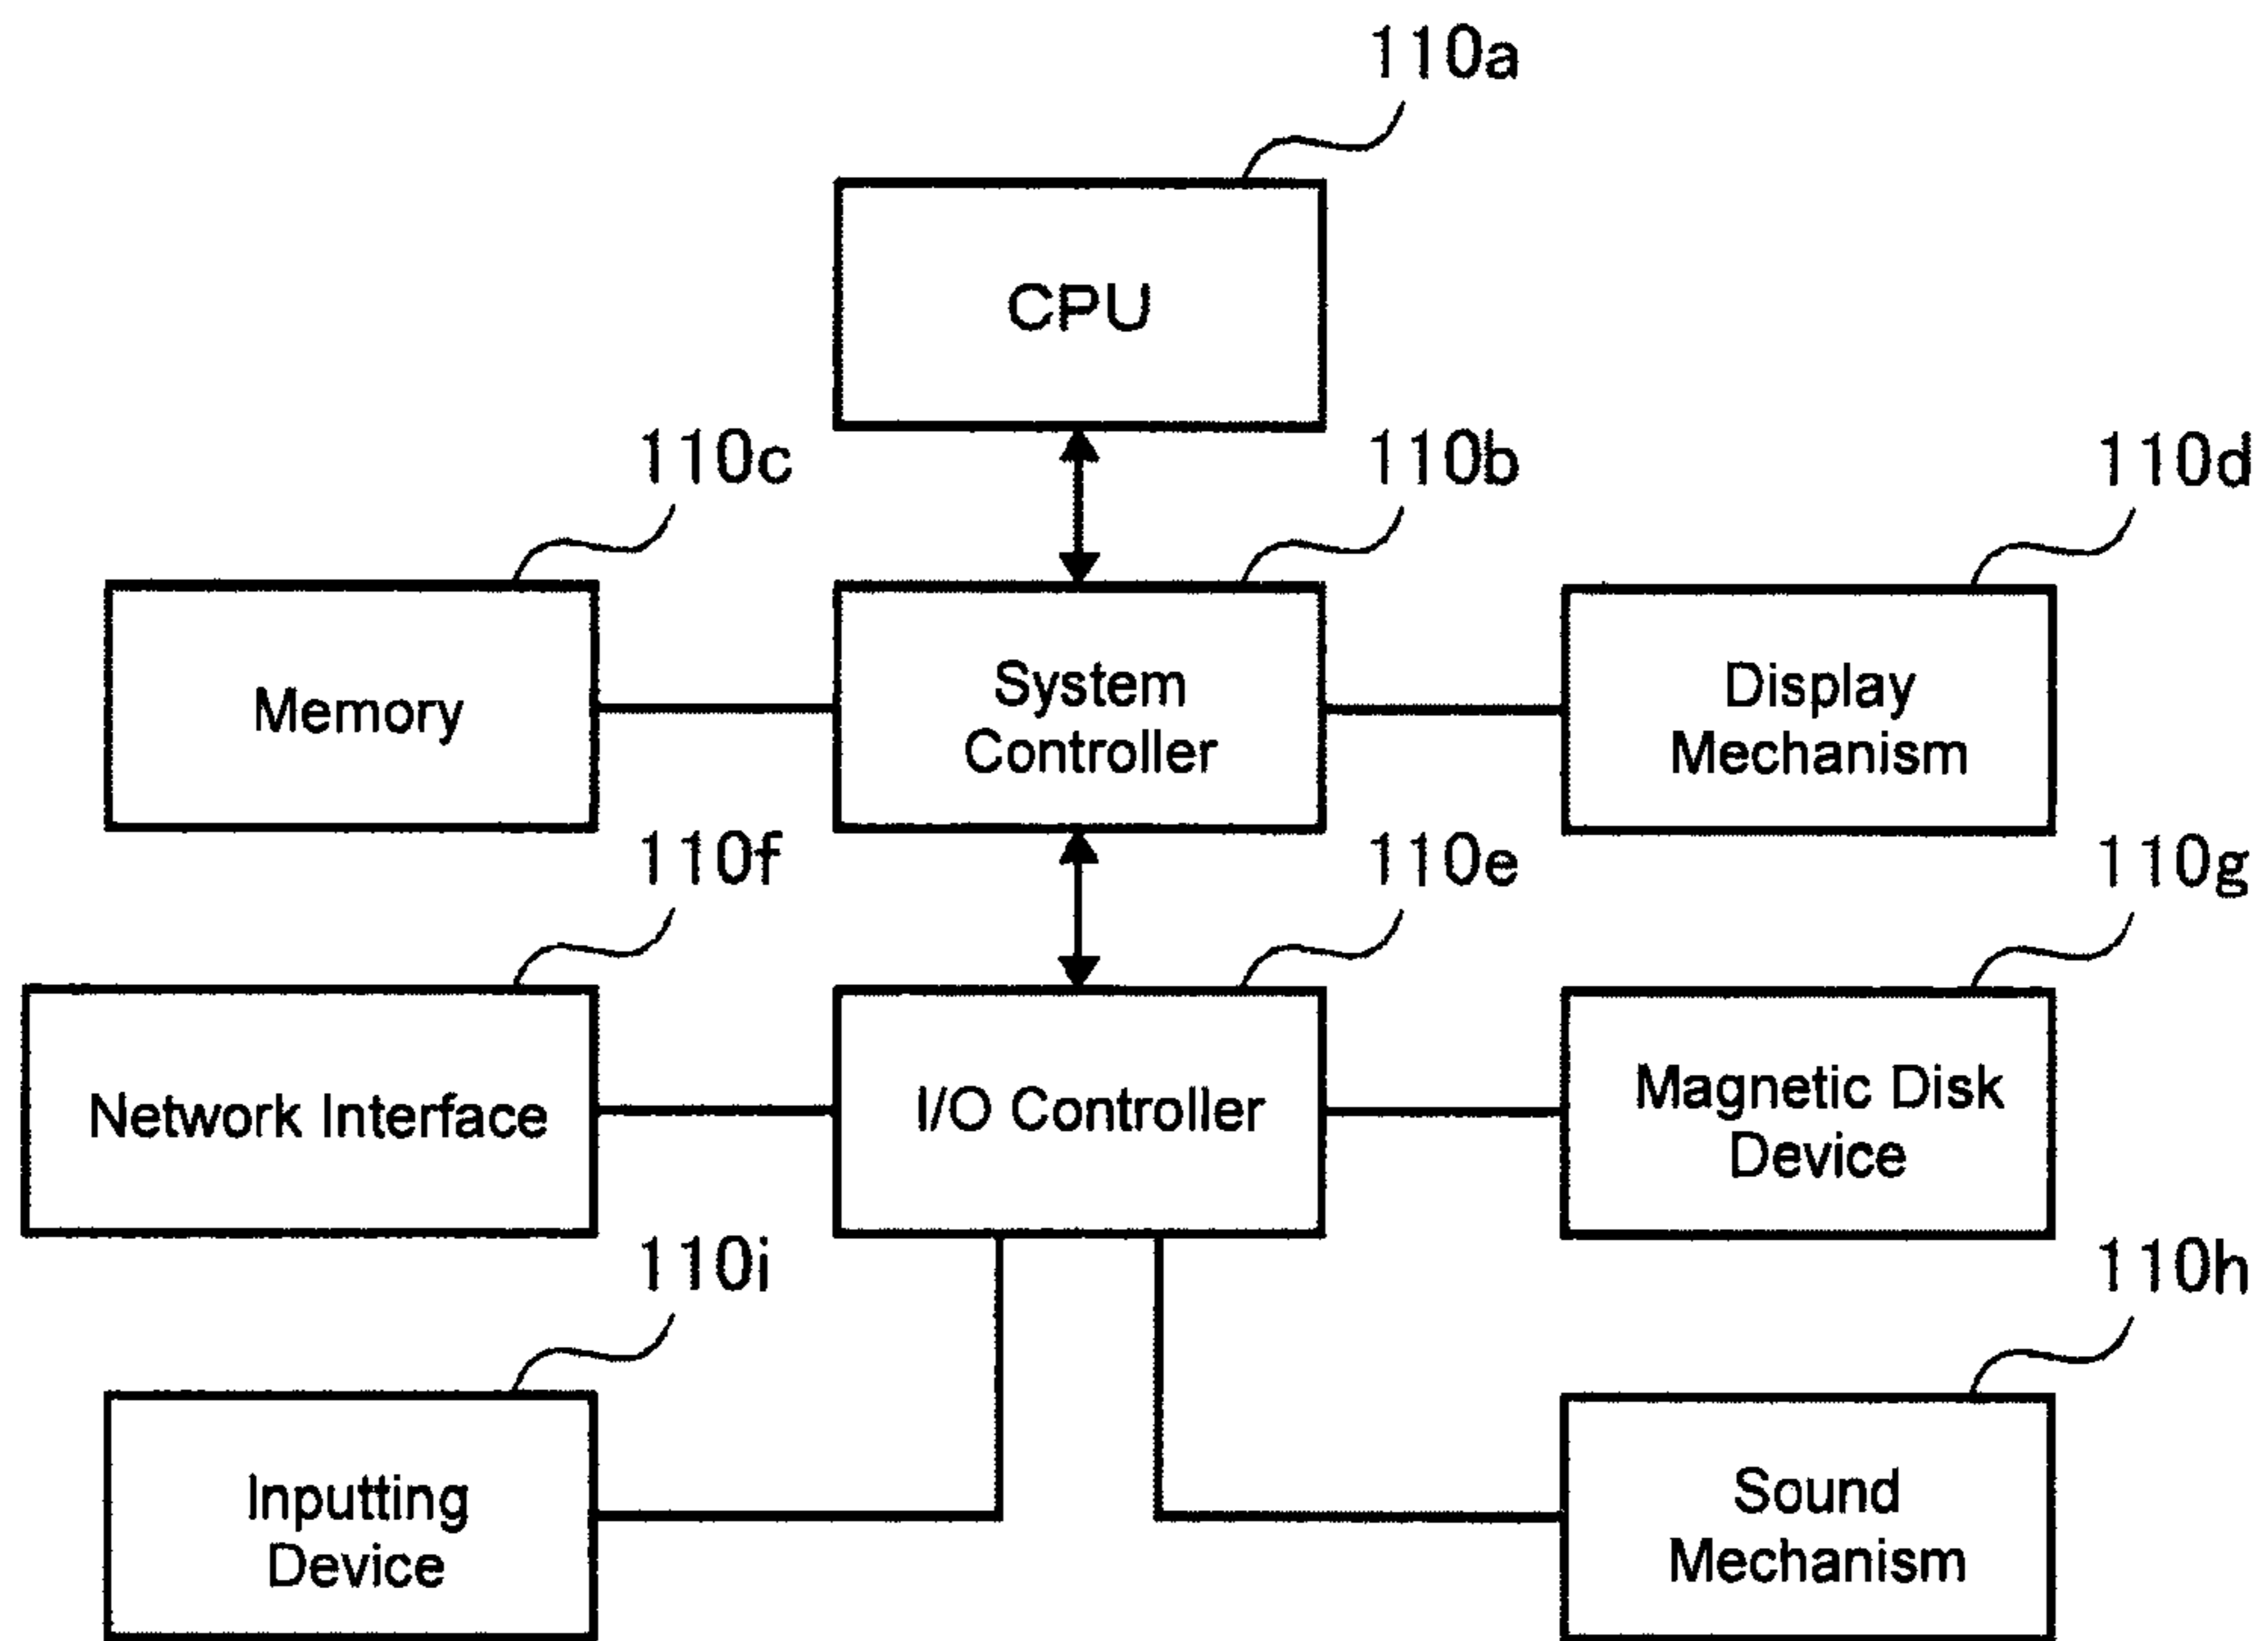 110a
CPU
110c
110b
110d
Memory
System
Controller
Display
Mechanism
110f
110e
110g
Network Interface
I/O Controller
Magnetic Disk
Device
110i
110h
Inputting
Device
Sound
Mechanism